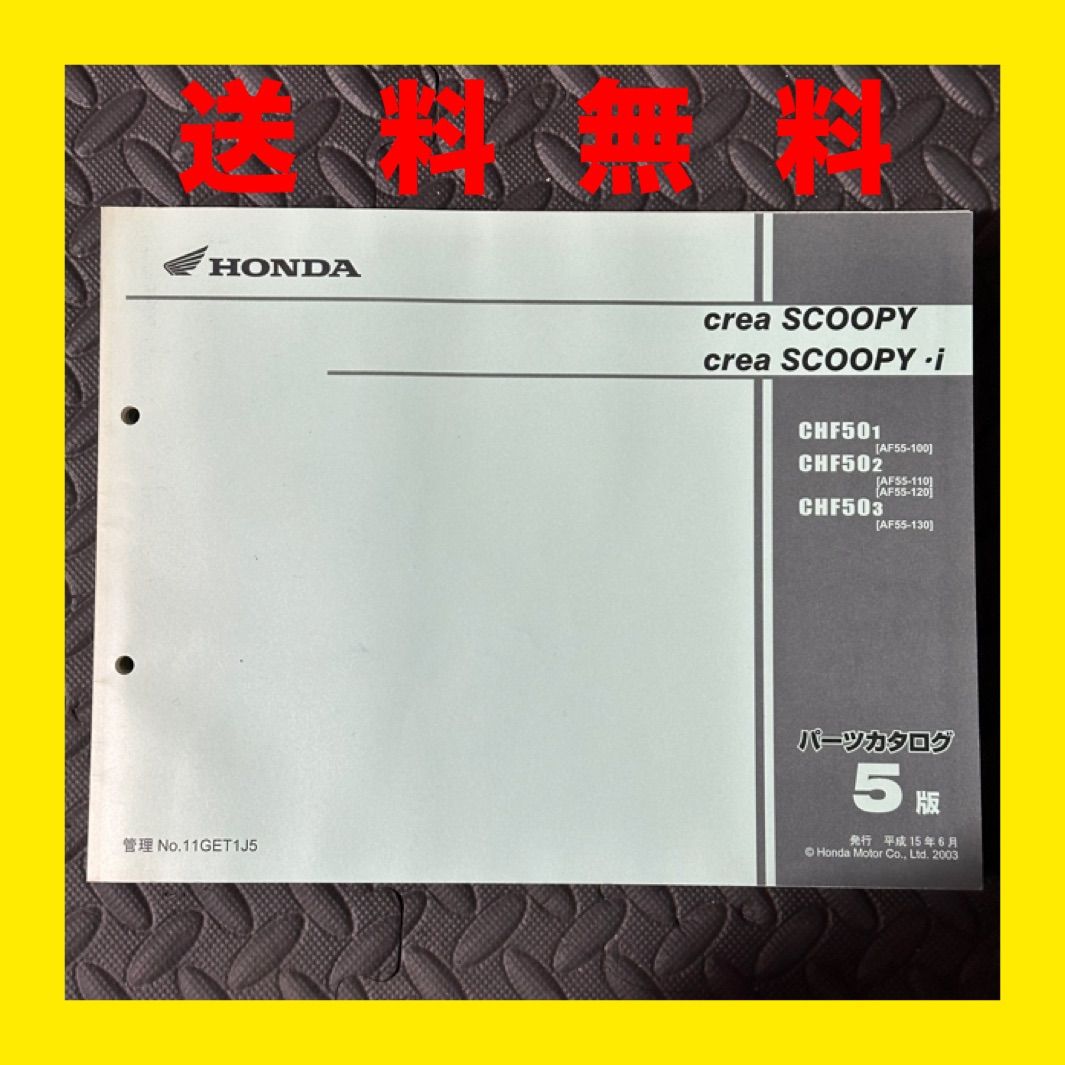 送料無料
HONDA
crea SCOOPY
crea SCOOPY・i
CHF501
[AF55-100]
CHF502
[AF55-110]
[AF55-120]
CHF503
[AF55-130]
パーツカタログ
5版
管理 No.11GET1J5
発行 平成15年6月
© Honda Motor Co., Ltd. 2003